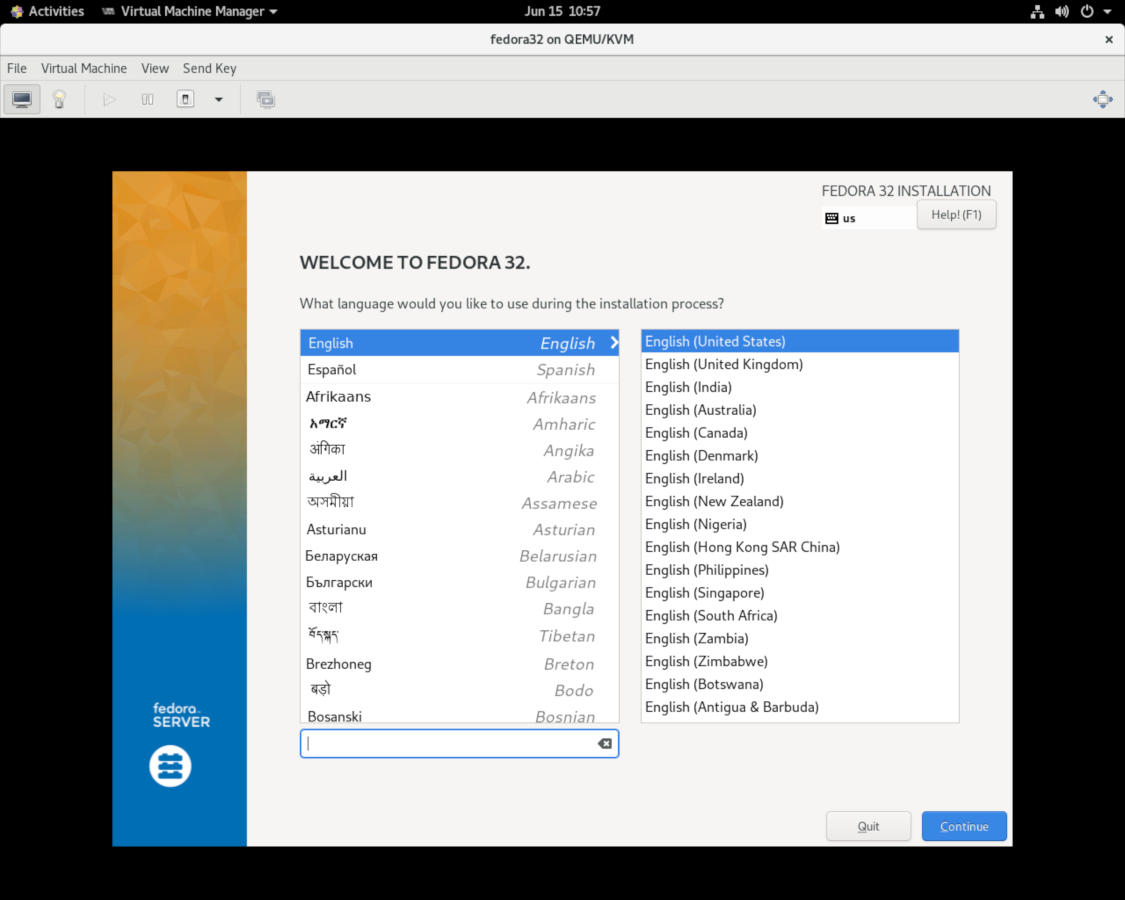 Activities Virtual Machine Manager Jun 15 10:57
fedora32 on QEMU/KVM
File Virtual Machine View Send Key
FEDORA 32 INSTALLATION
us Help! (F1)
WELCOME TO FEDORA 32.
What language would you like to use during the installation process?
English English
Español Spanish
Afrikaans Afrikaans
አማርኛ Amharic
अंगिका Angika
العربية Arabic
অসমীয়া Assamese
Asturianu Asturian
Беларуская Belarusian
Български Bulgarian
বাংলা Bangla
བོད་སྐད་ Tibetan
Brezhoneg Breton
बड़ो Bodo
Bosanski Bosnian
English (United States)
English (United Kingdom)
English (India)
English (Australia)
English (Canada)
English (Denmark)
English (Ireland)
English (New Zealand)
English (Nigeria)
English (Hong Kong SAR China)
English (Philippines)
English (Singapore)
English (South Africa)
English (Zambia)
English (Zimbabwe)
English (Botswana)
English (Antigua & Barbuda)
fedora™
SERVER
Quit Continue